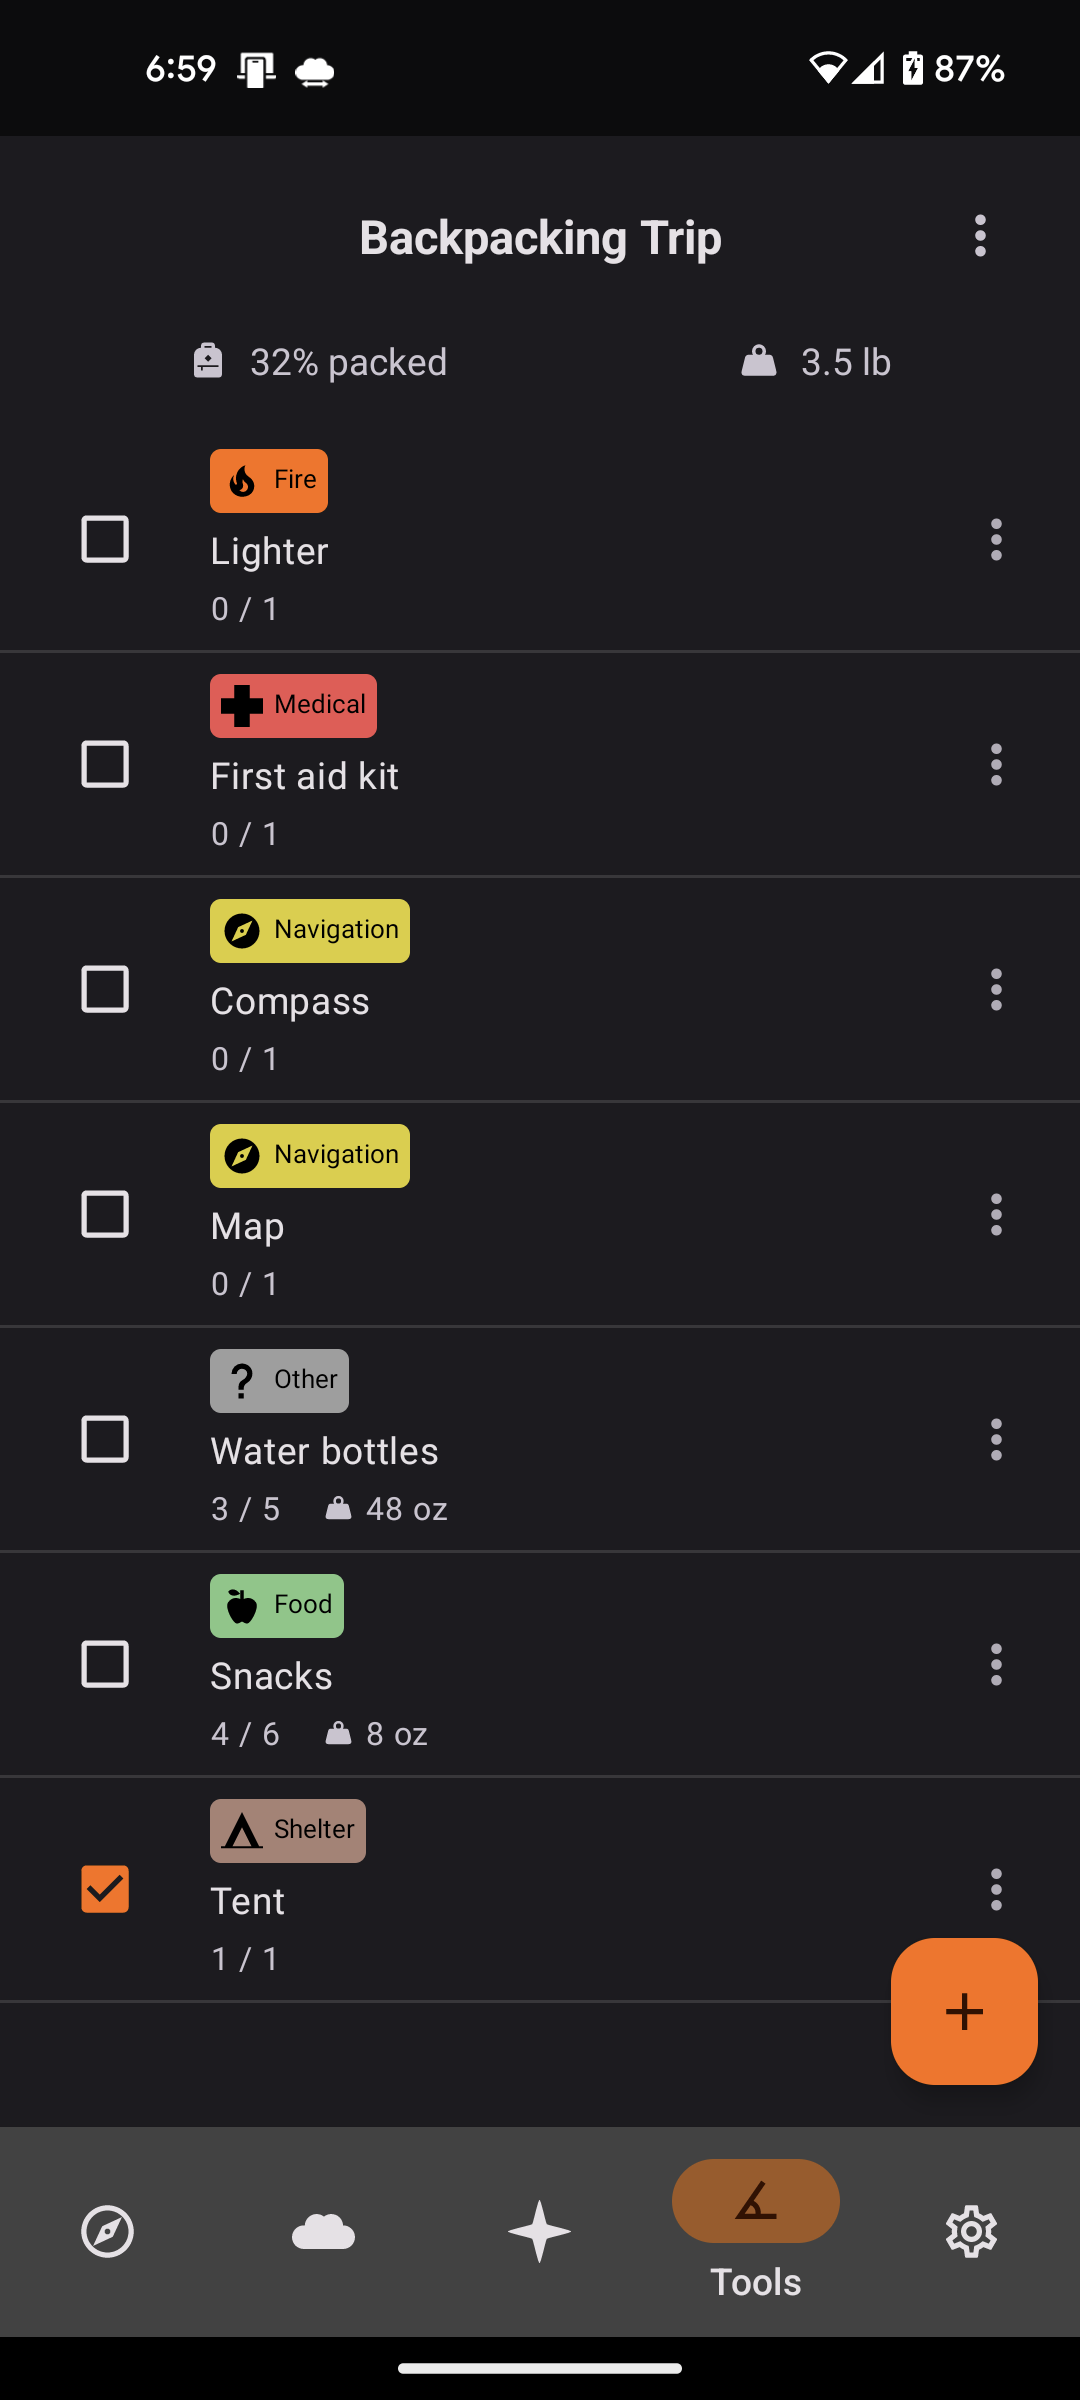 6:59
87%
Backpacking Trip
32% packed
3.5 lb
Fire
Lighter
0 / 1
Medical
First aid kit
0 / 1
Navigation
Compass
0 / 1
Navigation
Map
0 / 1
Other
Water bottles
3 / 5 48 oz
Food
Snacks
4 / 6 8 oz
Shelter
Tent
1 / 1
Tools